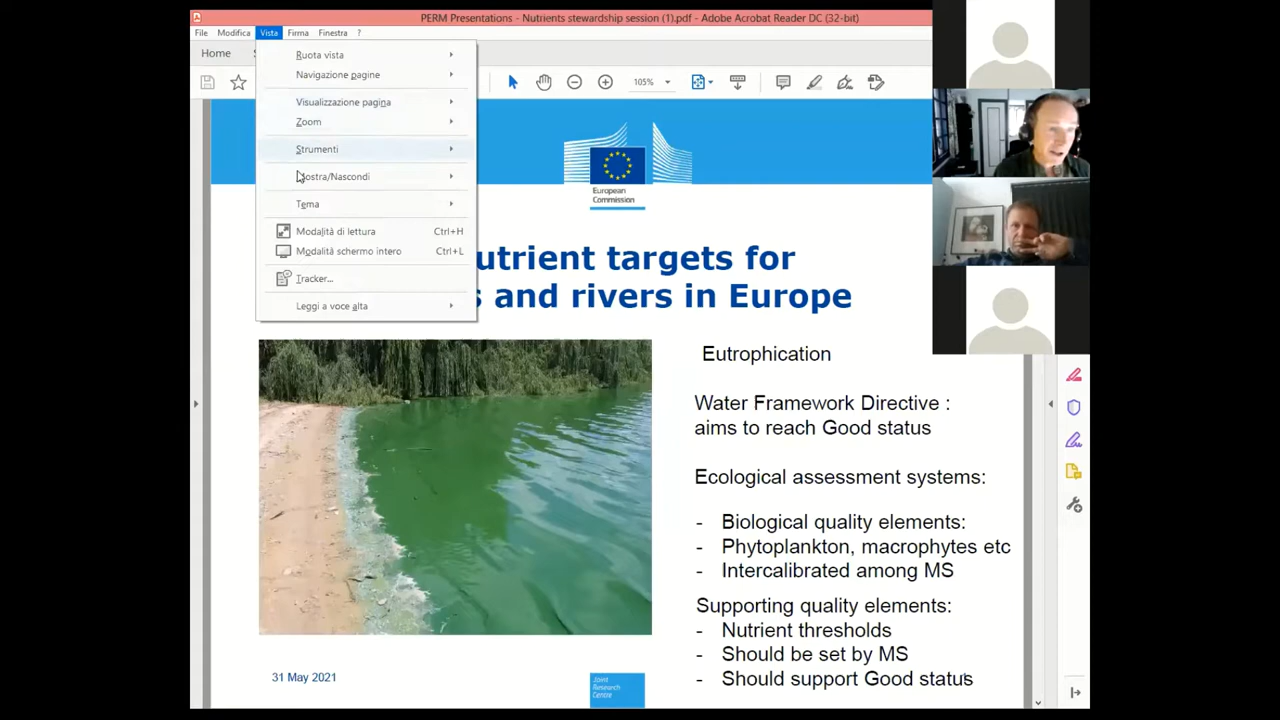 PERM Presentations - Nutrients stewardship session (1).pdf - Adobe Acrobat Reader DC (32-bit)
File Modifica Vista Firma Finestra ?
Home
105%
Ruota vista
Navigazione pagine
Visualizzazione pagina
Zoom
Strumenti
Mostra/Nascondi
Tema
Modalità di lettura Ctrl+H
Modalità schermo intero Ctrl+L
Tracker...
Leggi a voce alta
European
Commission
utrient targets for
s and rivers in Europe
Eutrophication
Water Framework Directive :
aims to reach Good status
Ecological assessment systems:
- Biological quality elements:
- Phytoplankton, macrophytes etc
- Intercalibrated among MS
Supporting quality elements:
- Nutrient thresholds
- Should be set by MS
- Should support Good status
31 May 2021
Joint
Research
Centre